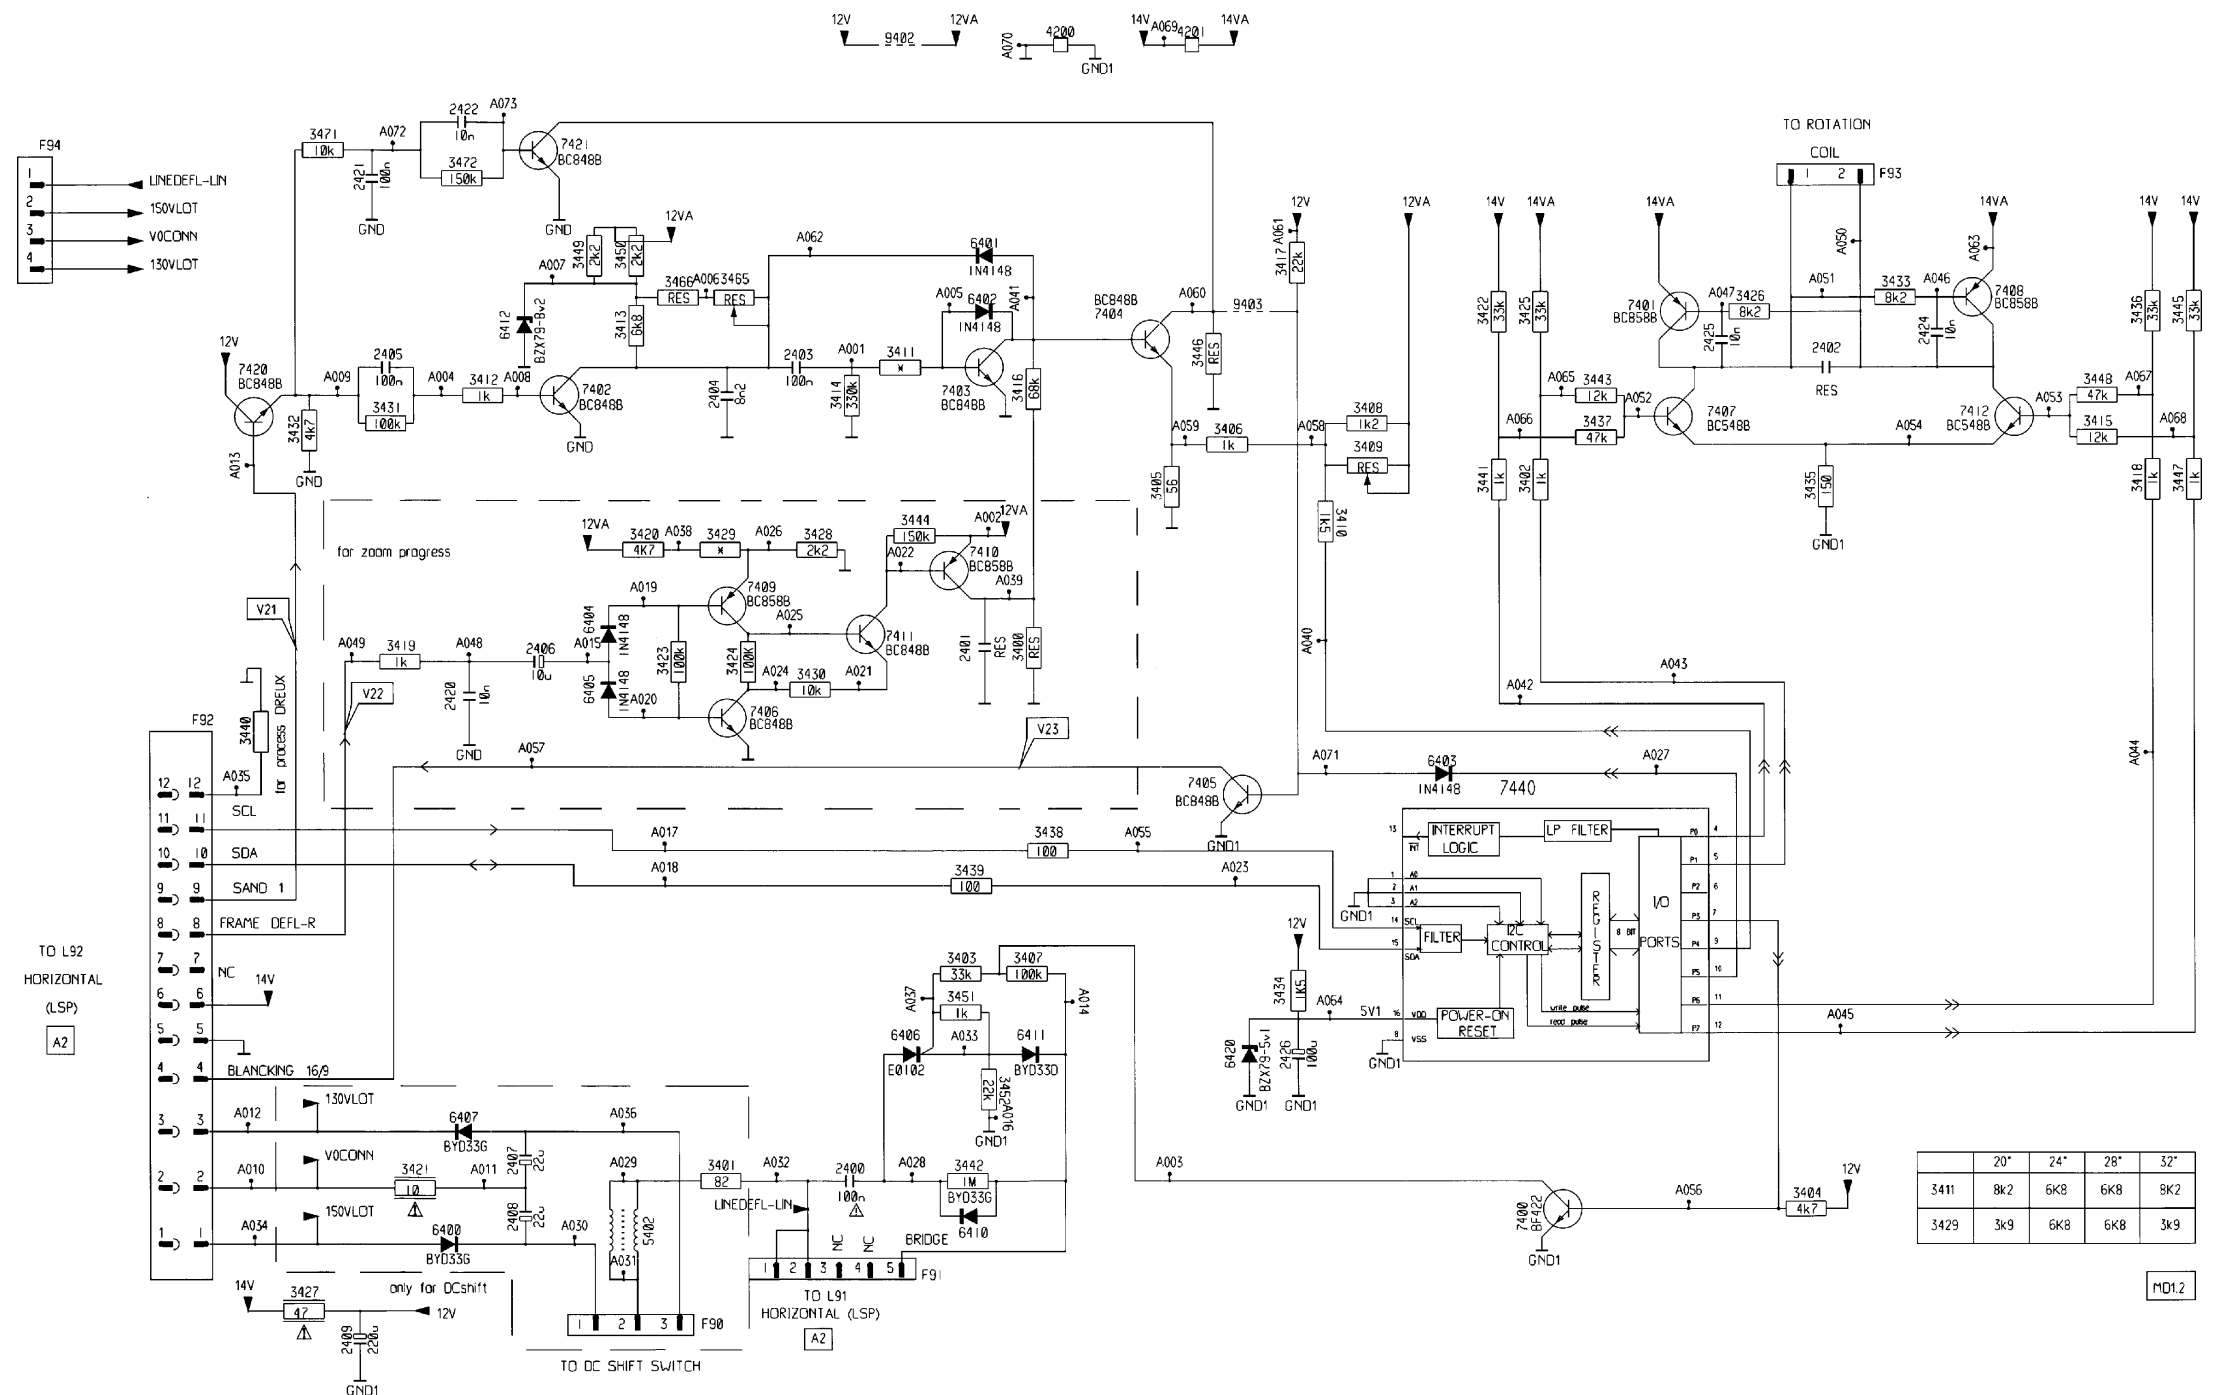 12V
9402
12VA
A070
4200
GND1
14V
A069
4201
14VA
F94
1
LINEDEFL-LIN
2
150VLOT
3
V0CONN
4
130VLOT
3471
10k
A072
2421
100n
GND
2422
10n
A073
3472
150k
7421
BC848B
GND
TO ROTATION
COIL
1 2
F93
12V
7420
BC848B
A009
A013
3432
4k7
GND
2405
100n
3431
100k
A004
3412
1k
A008
7402
BC848B
GND
A007
3449
2k2
3450
2k2
12VA
6412
BZX79-8v2
3413
6k8
3466
RES
A006
3465
RES
A062
2404
8n2
2403
100n
A001
3414
330k
3411
*
6401
1N4148
A005
6402
1N4148
A041
7403
BC848B
3416
68k
BC848B
7404
A060
9403
3446
RES
12V
A061
3417
22k
12VA
A059
3405
56
3406
1k
A058
3408
1k2
3409
RES
3410
1K5
A040
14V
3422
33k
14VA
3425
33k
A065
3443
12k
A066
3437
47k
A052
3441
1k
3402
1k
14VA
7401
BC858B
A047
3426
8k2
2425
10n
A050
A051
3433
8k2
A046
2424
10n
14VA
A063
7408
BC858B
2402
RES
7407
BC548B
7412
BC548B
A054
3435
150
GND1
A053
3448
47k
A067
3415
12k
A068
14V
3436
33k
14V
3445
33k
3418
1k
3447
1k
for zoom progress
12VA
3420
4K7
A038
3429
*
A026
3428
2k2
3444
150k
A002
12VA
A022
7410
BC858B
A039
A019
7409
BC858B
6404
1N4148
A015
6405
1N4148
A020
3423
100k
3424
100K
A025
7411
BC848B
A024
3430
10k
A021
7406
BC848B
2401
RES
3400
RES
V21
V22
V23
A049
3419
1k
A048
2420
10n
GND
2406
10u
A057
3440
for process DREUX
F92
12 12
A035
SCL
11 11
SDA
10 10
SAND 1
9 9
FRAME DEFL-R
8 8
NC
7 7
14V
6 6
5 5
BLANCKING 16/9
4 4
3 3
2 2
1 1
TO L92
HORIZONTAL
(LSP)
A2
A017
3438
100
A055
A018
3439
100
A023
7405
BC848B
GND1
A071
6403
1N4148
A027
A042
A043
A044
7440
13
INT
INTERRUPT
LOGIC
LP FILTER
1 A0
2 A1
3 A2
GND1
14 SCL
15
SDA
FILTER
I2C
CONTROL
REGISTER
8 BIT
I/O
PORTS
P0 4
P1 5
P2 6
P3 7
P4 9
P5 10
P6 11
P7 12
write pulse
read pulse
5V1
16 VDD
8 VSS
POWER-ON
RESET
GND1
A045
12V
3434
1K5
A064
6420
BZX79-5v1
2426
100u
GND1
GND1
3403
33k
3407
100k
A037
3451
1k
A014
6406
E0102
A033
6411
BYD33D
3452
22k
A016
GND1
A012
130VLOT
6407
BYD33G
A036
2407
22u
A010
V0CONN
3421
10
A011
2408
22u
A034
150VLOT
6400
BYD33G
A030
A029
5402
A031
3401
82
A032
2400
100n
A028
3442
1M
BYD33G
6410
LINEDEFL-LIN
NC
NC
BRIDGE
1 2 3 4 5
F91
TO L91
HORIZONTAL (LSP)
A2
only for DCshift
14V
3427
47
12V
2409
220u
GND1
1 2 3
F90
TO DC SHIFT SWITCH
A003
7400
BF422
GND1
A056
3404
4k7
12V
20" 24" 28" 32"
3411 8k2 6K8 6K8 8K2
3429 3k9 6K8 6K8 3k9
MD1.2